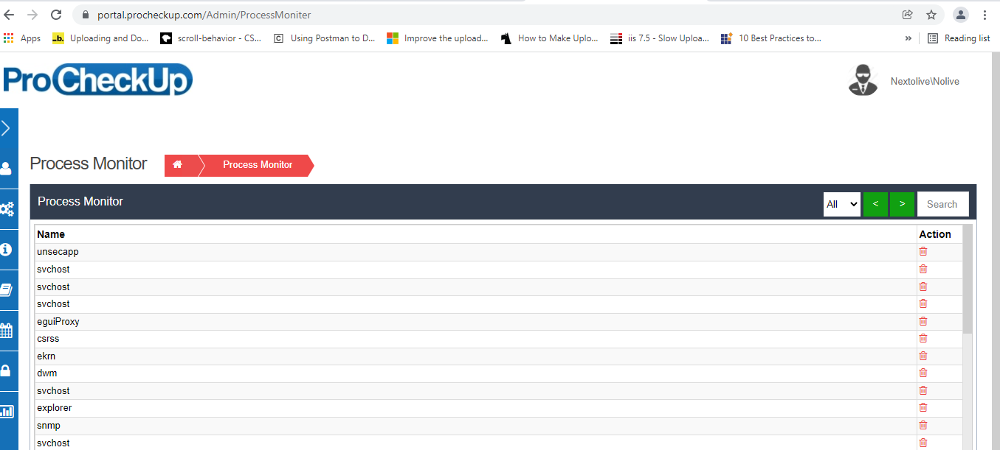 portal.procheckup.com/Admin/ProcessMoniter
Apps .b. Uploading and Do... scroll-behavior - CS... C Using Postman to D... Improve the upload... How to Make Uplo... iis 7.5 - Slow Uploa... 10 Best Practices to... » Reading list
ProCheckUp
Nextolive\Nolive
Process Monitor Process Monitor
Process Monitor All < > Search
Name Action
unsecapp
svchost
svchost
svchost
eguiProxy
csrss
ekrn
dwm
svchost
explorer
snmp
svchost